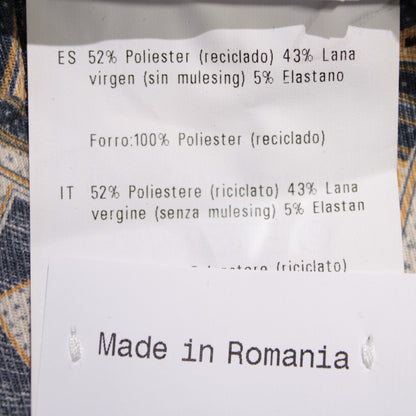 ES 52% Poliester (reciclado) 43% Lana
virgen (sin mulesing) 5% Elastano
Forro:100% Poliester (reciclado)
IT 52% Poliestere (riciclato) 43% Lana
vergine (senza mulesing) 5% Elastan
(riciclato)
Made in Romania